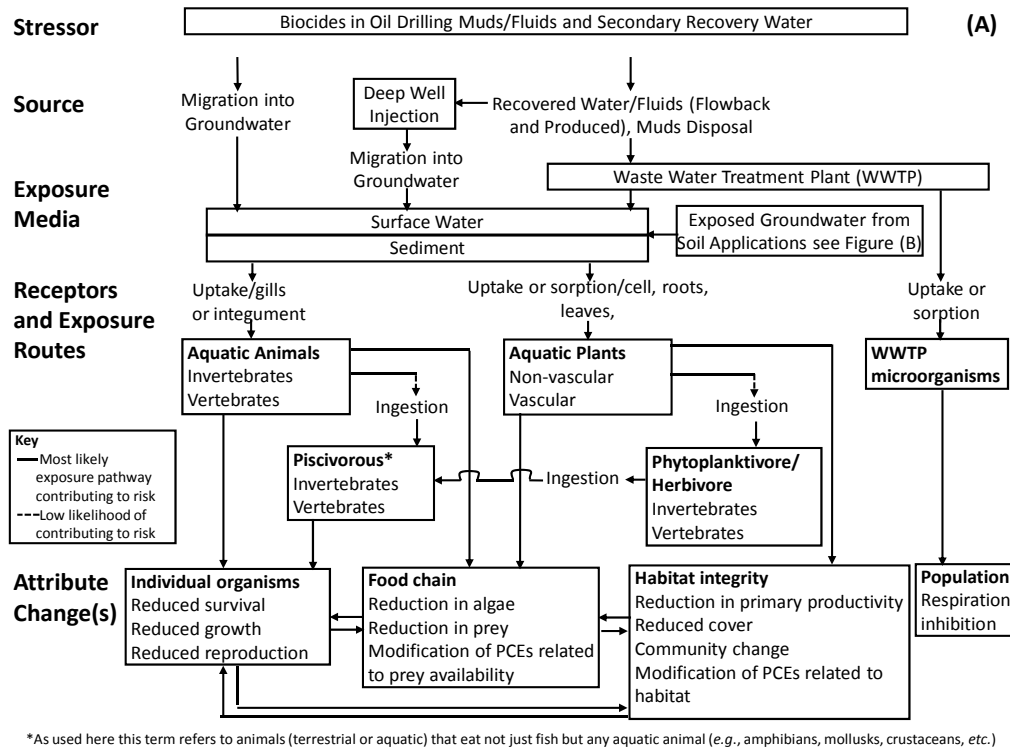 Stressor
Biocides in Oil Drilling Muds/Fluids and Secondary Recovery Water
(A)
Source
Migration into
Groundwater
Deep Well
Injection
Recovered Water/Fluids (Flowback
and Produced), Muds Disposal
Migration into
Groundwater
Exposure
Media
Waste Water Treatment Plant (WWTP)
Surface Water
Sediment
Exposed Groundwater from
Soil Applications see Figure (B)
Receptors
and Exposure
Routes
Uptake/gills
or integument
Uptake or sorption/cell, roots,
leaves,
Uptake or
sorption
Aquatic Animals
Invertebrates
Vertebrates
Ingestion
Aquatic Plants
Non-vascular
Vascular
Ingestion
WWTP
microorganisms
Key
Most likely
exposure pathway
contributing to risk
Low likelihood of
contributing to risk
Piscivorous*
Invertebrates
Vertebrates
Ingestion
Phytoplanktivore/
Herbivore
Invertebrates
Vertebrates
Attribute
Change(s)
Individual organisms
Reduced survival
Reduced growth
Reduced reproduction
Food chain
Reduction in algae
Reduction in prey
Modification of PCEs related
to prey availability
Habitat integrity
Reduction in primary productivity
Reduced cover
Community change
Modification of PCEs related to
habitat
Population
Respiration
inhibition
*As used here this term refers to animals (terrestrial or aquatic) that eat not just fish but any aquatic animal (e.g., amphibians, mollusks, crustaceans, etc.)